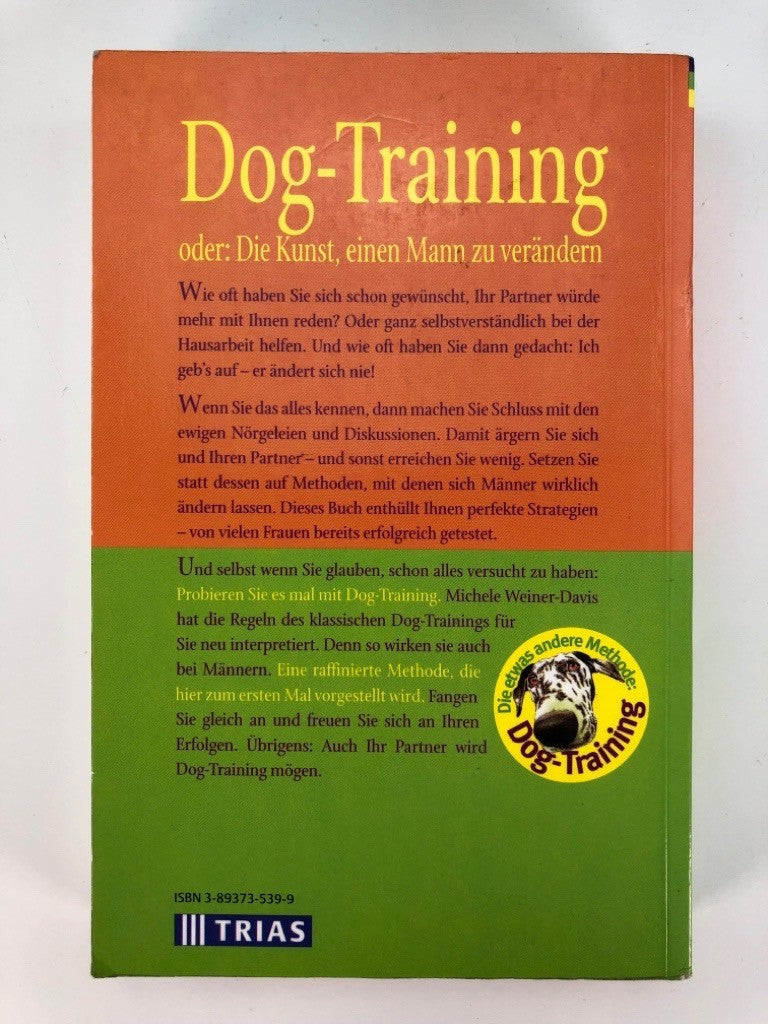 Dog-Training
oder: Die Kunst, einen Mann zu verändern
Wie oft haben Sie sich schon gewünscht, Ihr Partner würde
mehr mit Ihnen reden? Oder ganz selbstverständlich bei der
Hausarbeit helfen. Und wie oft haben Sie dann gedacht: Ich
geb's auf – er ändert sich nie!
Wenn Sie das alles kennen, dann machen Sie Schluss mit den
ewigen Nörgeleien und Diskussionen. Damit ärgern Sie sich
und Ihren Partner – und sonst erreichen Sie wenig. Setzen Sie
statt dessen auf Methoden, mit denen sich Männer wirklich
ändern lassen. Dieses Buch enthüllt Ihnen perfekte Strategien
– von vielen Frauen bereits erfolgreich getestet.
Und selbst wenn Sie glauben, schon alles versucht zu haben:
Probieren Sie es mal mit Dog-Training. Michele Weiner-Davis
hat die Regeln des klassischen Dog-Trainings für
Sie neu interpretiert. Denn so wirken sie auch
bei Männern. Eine raffinierte Methode, die
hier zum ersten Mal vorgestellt wird. Fangen
Sie gleich an und freuen Sie sich an Ihren
Erfolgen. Übrigens: Auch Ihr Partner wird
Dog-Training mögen.
Die etwas andere Methode:
Dog-Training
ISBN 3-89373-539-9
TRIAS